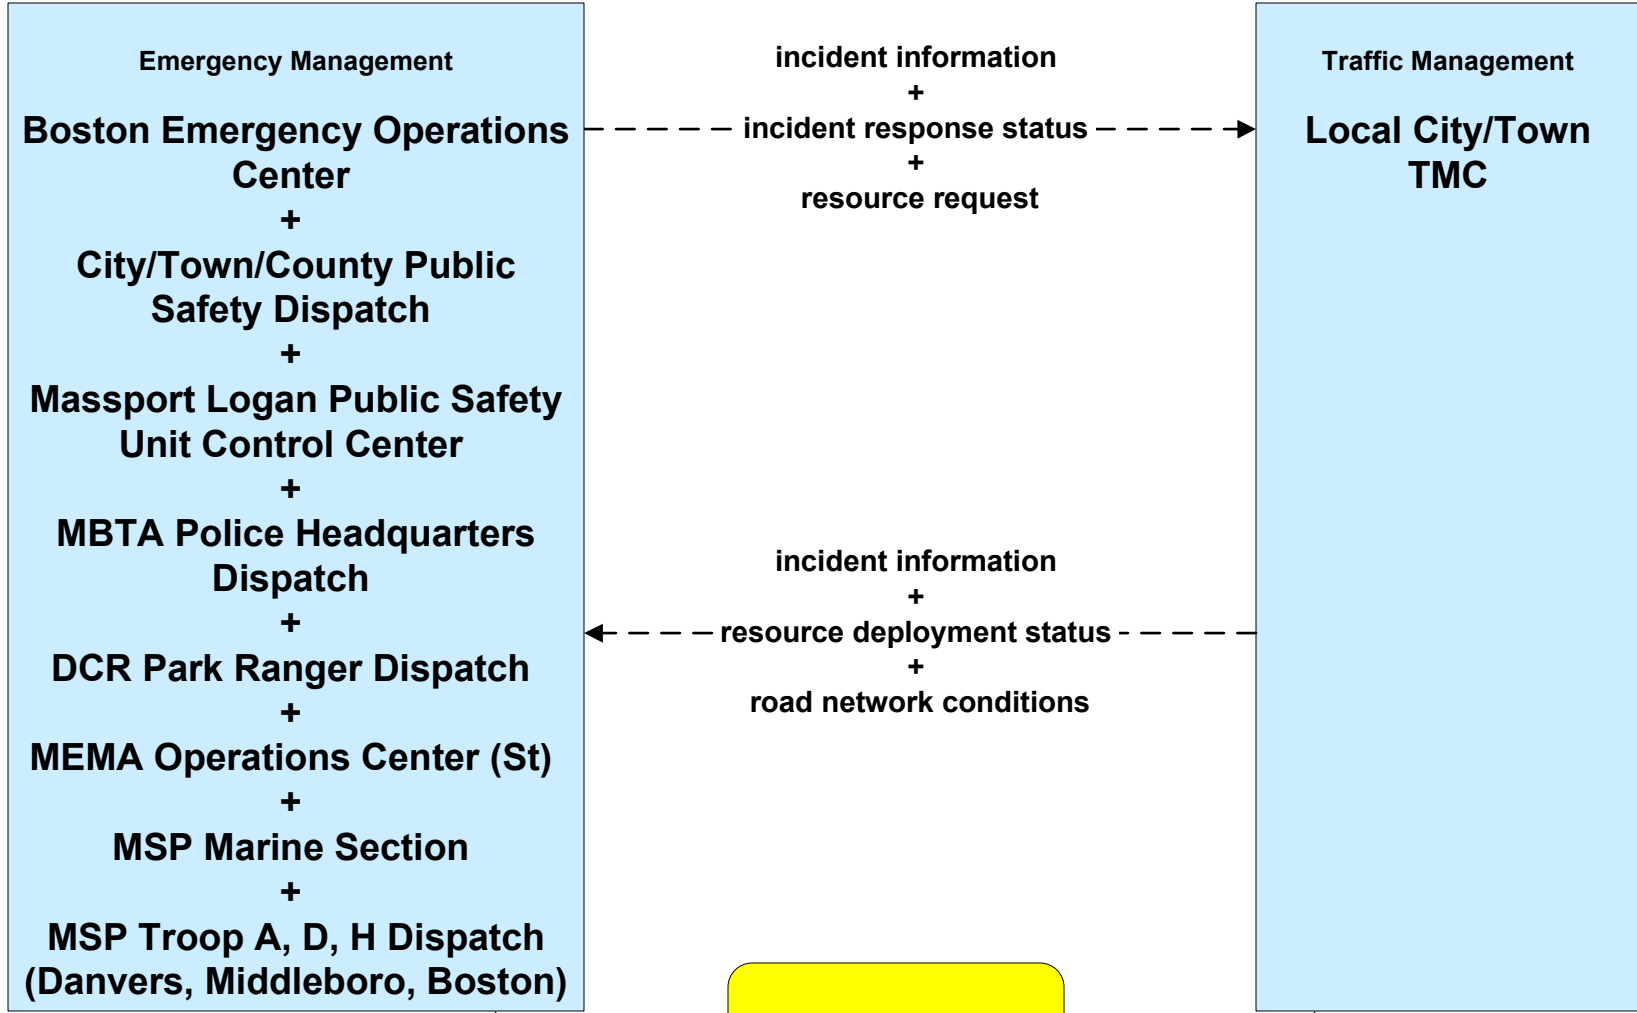 Emergency Management
Boston Emergency Operations
Center
+
City/Town/County Public
Safety Dispatch
+
Massport Logan Public Safety
Unit Control Center
+
MBTA Police Headquarters
Dispatch
+
DCR Park Ranger Dispatch
+
MEMA Operations Center (St)
+
MSP Marine Section
+
MSP Troop A, D, H Dispatch
(Danvers, Middleboro, Boston)
incident information
+
incident response status
+
resource request
incident information
+
resource deployment status
+
road network conditions
Traffic Management
Local City/Town
TMC